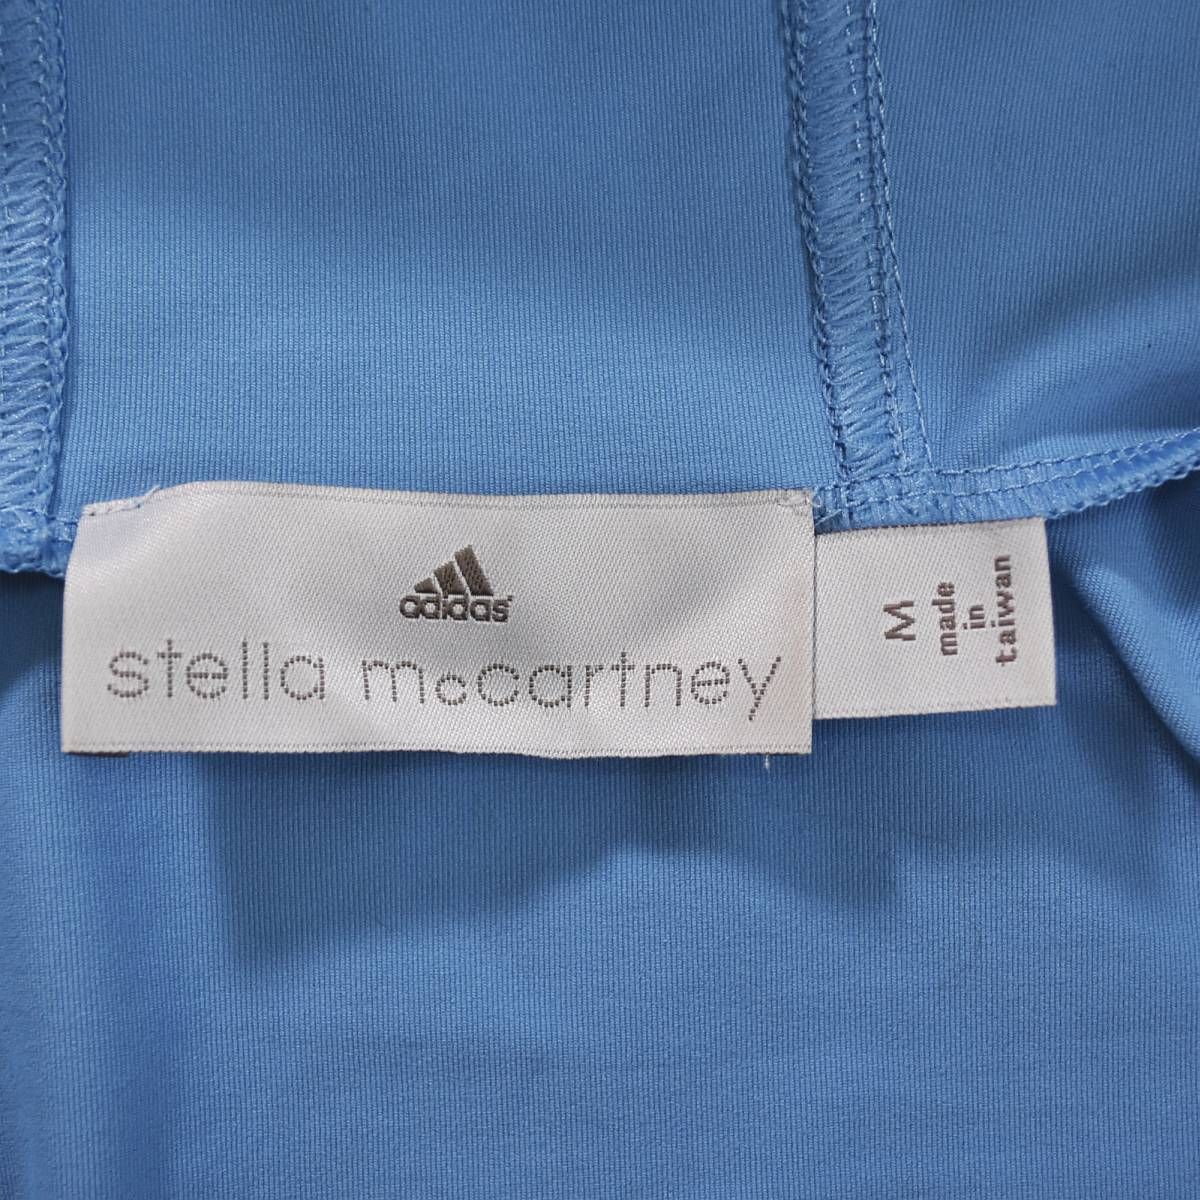 adidas
stella mccartney
M
made
in
taiwan